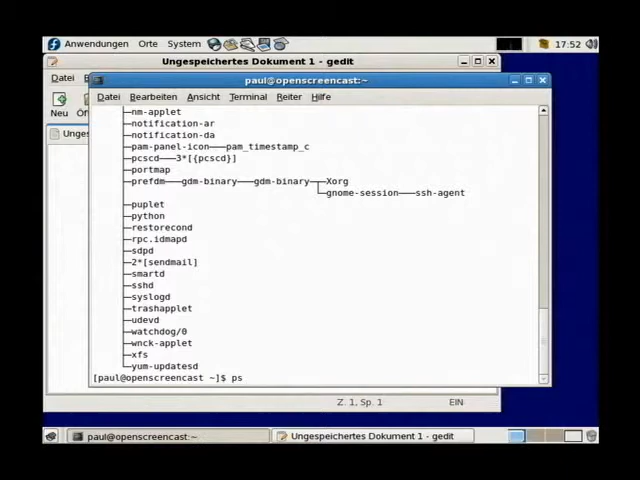 Anwendungen Orte System 17:52
Ungespeichertes Dokument 1 - gedit
Datei
paul@openscreencast:~
Datei Bearbeiten Ansicht Terminal Reiter Hilfe
Neu
├─nm-applet
├─notification-ar
├─notification-da
├─pam-panel-icon───pam_timestamp_c
├─pcscd───3*[{pcscd}]
├─portmap
├─prefdm───gdm-binary───gdm-binary─┬─Xorg
└─gnome-session───ssh-agent
├─puplet
├─python
├─restorecond
├─rpc.idmapd
├─sdpd
├─2*[sendmail]
├─smartd
├─sshd
├─syslogd
├─trashapplet
├─udevd
├─watchdog/0
├─wnck-applet
├─xfs
└─yum-updatesd
[paul@openscreencast ~]$ ps
Z. 1, Sp. 1 EIN
paul@openscreencast:~ Ungespeichertes Dokument 1 - gedit